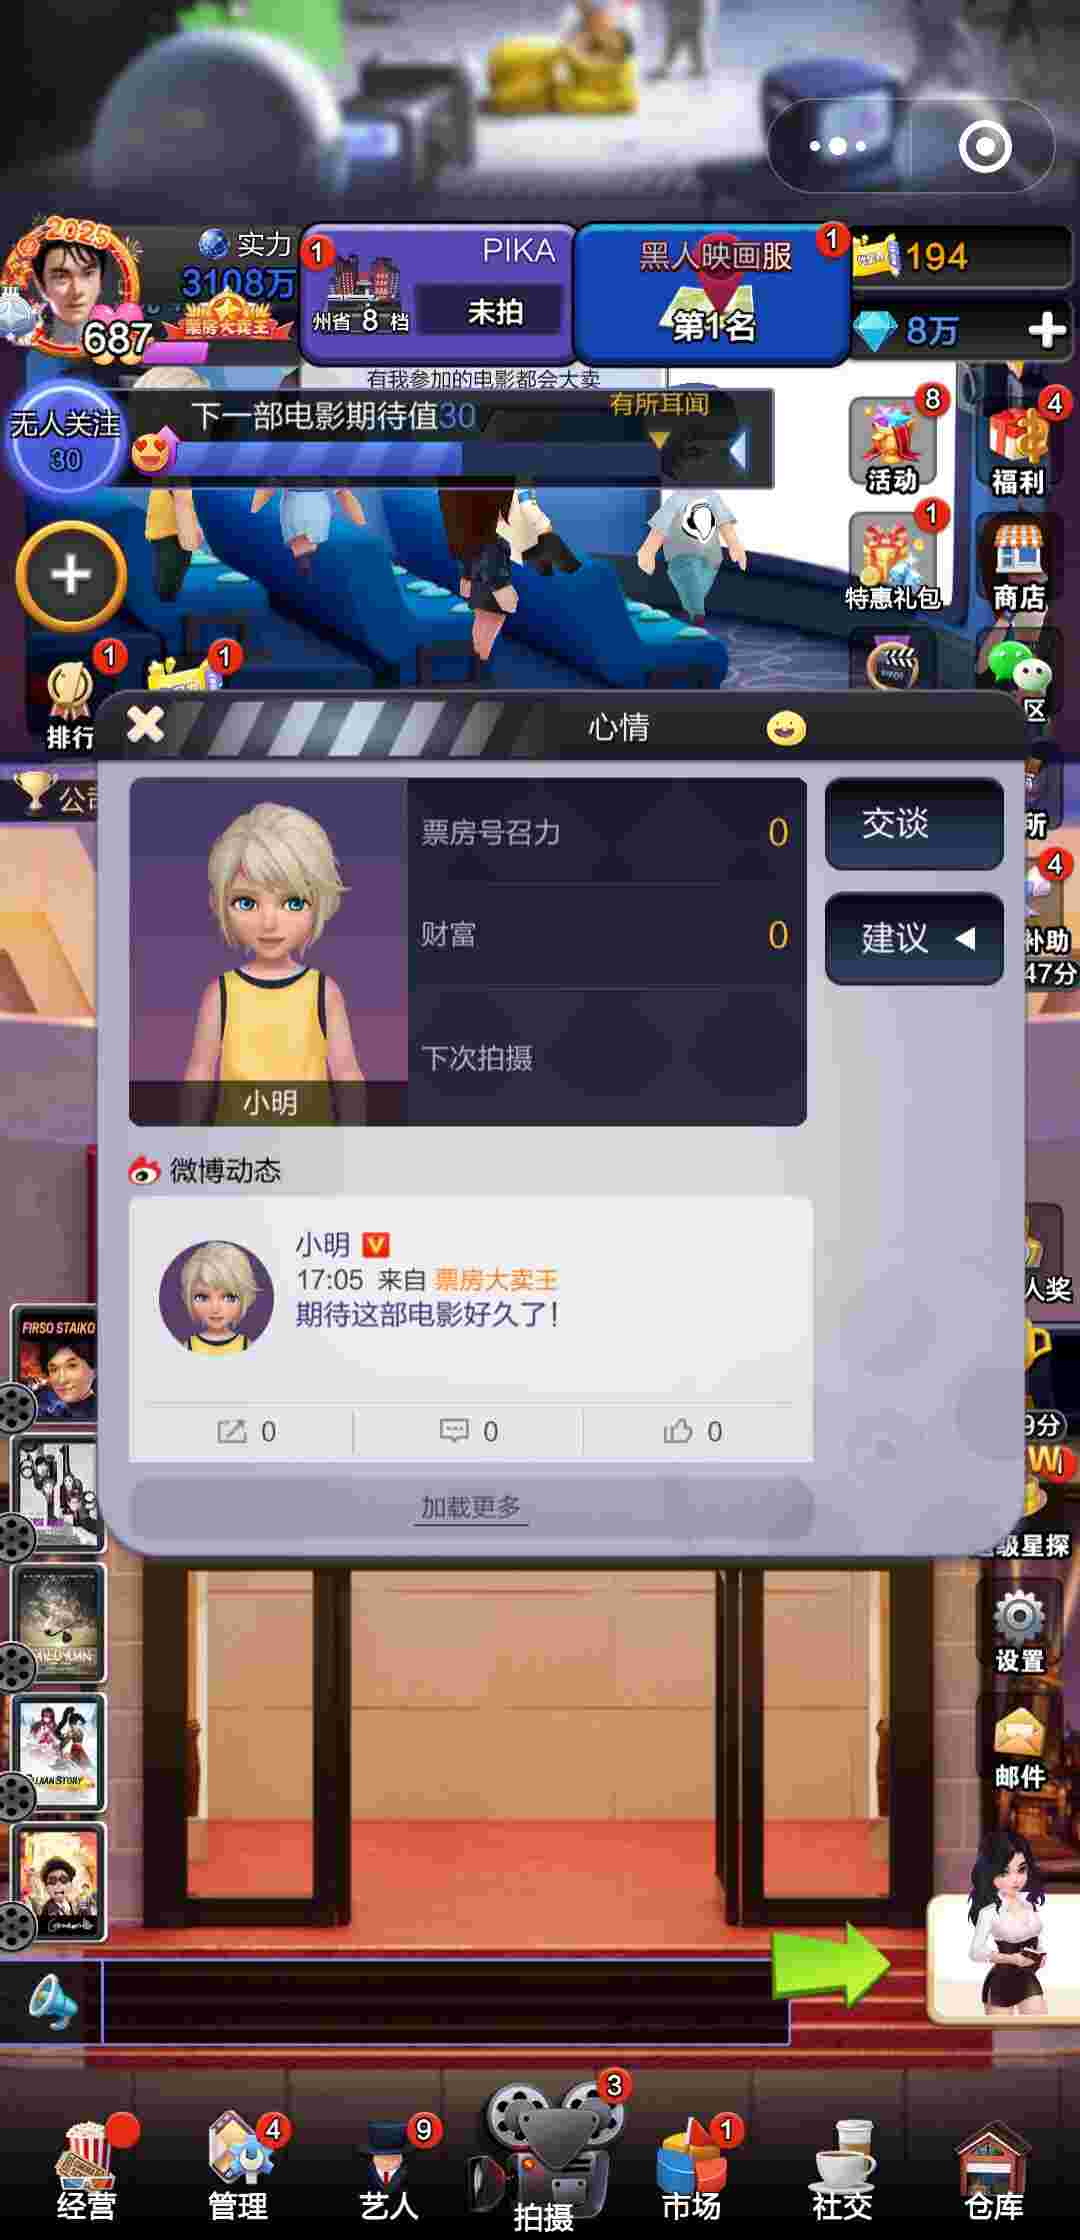 2025
实力
3108万
687
票房大卖王
1
PIKA
州省 8 档
未拍
黑人映画服
1
第1名
194
8万
有我参加的电影都会大卖
无人关注
30
下一部电影期待值30
有所耳闻
8
活动
4
福利
1
特惠礼包
商店
1
排行
1
区
公司
心情
所
票房号召力
0
交谈
财富
0
建议
4
补助
47分
下次拍摄
小明
微博动态
小明
17:05 来自 票房大卖王
期待这部电影好久了!
人奖
FIRSO STAIKO
9分
0
0
0
加载更多
级星探
设置
邮件
3
经营
4
管理
9
艺人
拍摄
1
市场
社交
仓库